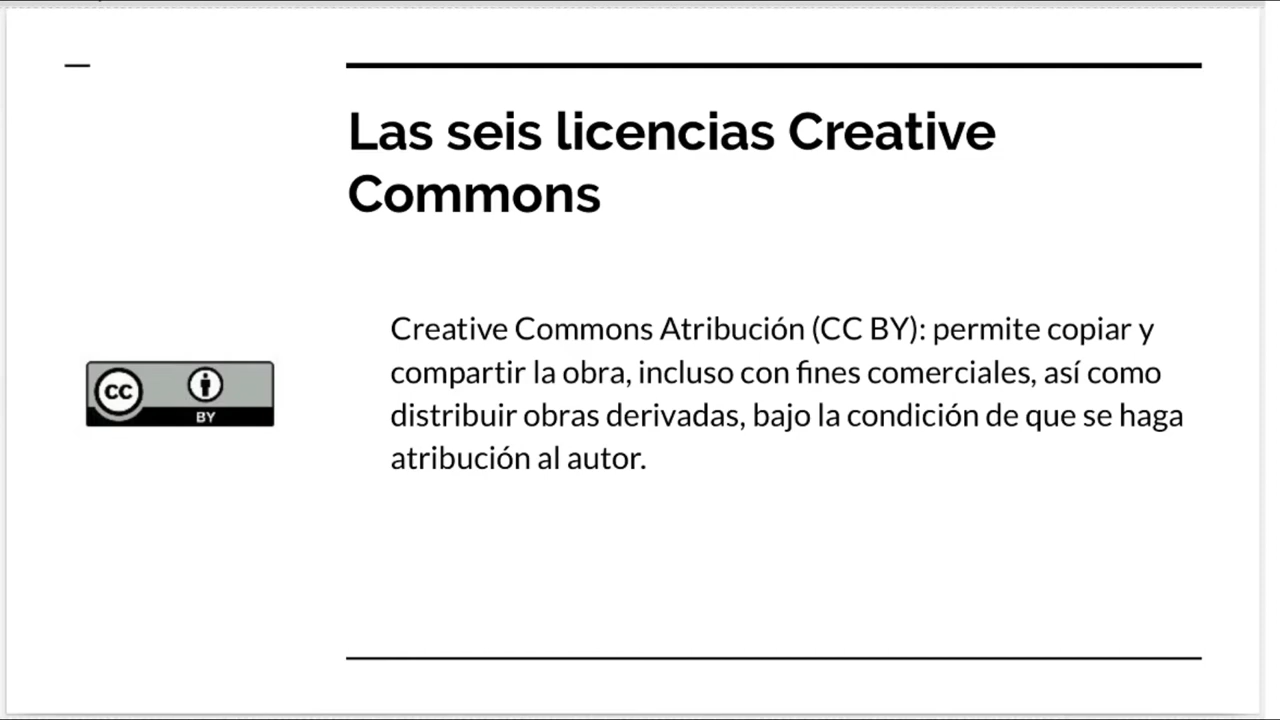 Las seis licencias Creative
Commons
Creative Commons Atribución (CC BY): permite copiar y
compartir la obra, incluso con fines comerciales, así como
distribuir obras derivadas, bajo la condición de que se haga
atribución al autor.
CC
BY